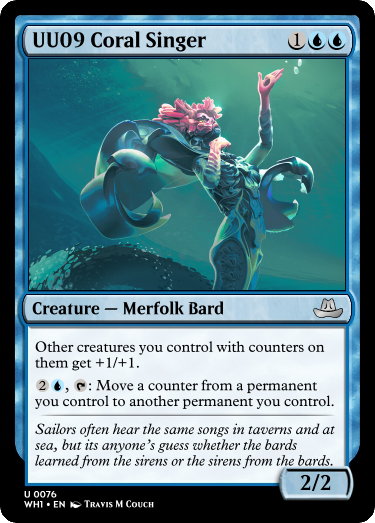 UU09 Coral Singer 1
Creature — Merfolk Bard
Other creatures you control with counters on
them get +1/+1.
2, : Move a counter from a permanent
you control to another permanent you control.
Sailors often hear the same songs in taverns and at
sea, but its anyone's guess whether the bards
learned from the sirens or the sirens from the bards.
2/2
U 0076
WH1 • EN Travis M Couch